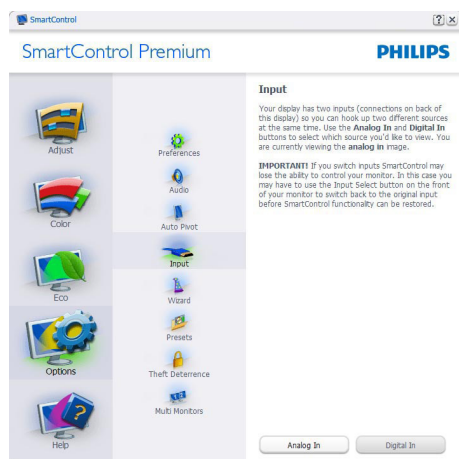 SmartControl
SmartControl Premium
PHILIPS
Adjust
Color
Eco
Options
Help
Preferences
Audio
Auto Pivot
Input
Wizard
Presets
Theft Deterrence
Multi Monitors
Input
Your display has two inputs (connections on back of
this display) so you can hook up two different sources
at the same time. Use the Analog In and Digital In
buttons to select which source you'd like to view. You
are currently viewing the analog in image.
IMPORTANT! If you switch inputs SmartControl may
lose the ability to control your monitor. In this case you
may have to use the Input Select button on the front
of your monitor to switch back to the original input
before SmartControl functionality can be restored.
Analog In
Digital In